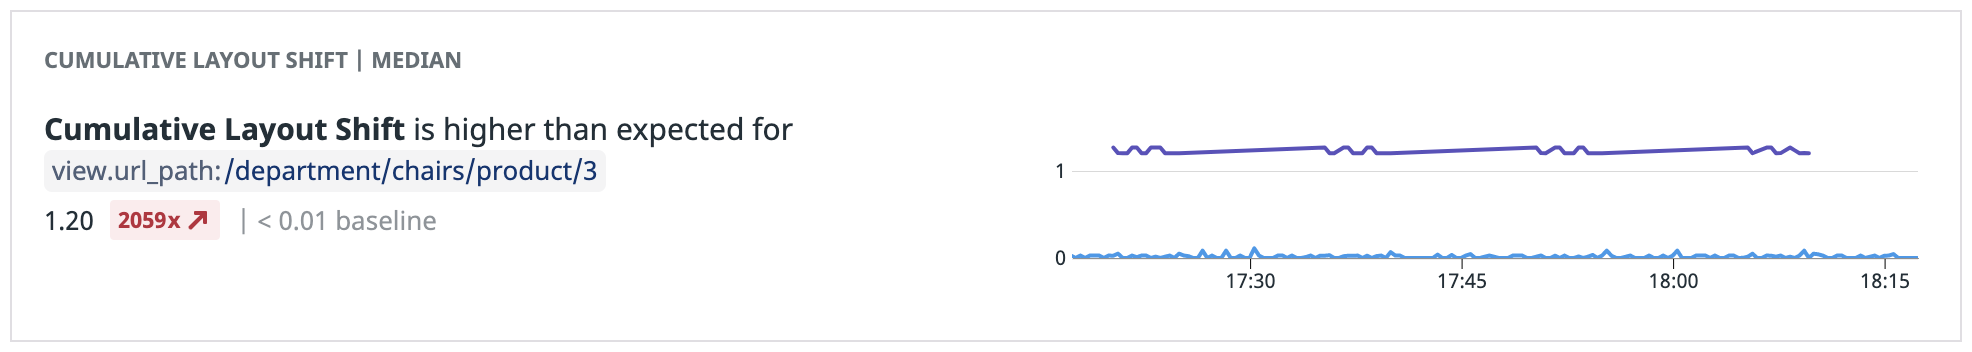 CUMULATIVE LAYOUT SHIFT | MEDIAN
Cumulative Layout Shift is higher than expected for
view.url_path:/department/chairs/product/3
1.20 2059x ↗ | < 0.01 baseline
1
0
17:30 17:45 18:00 18:15